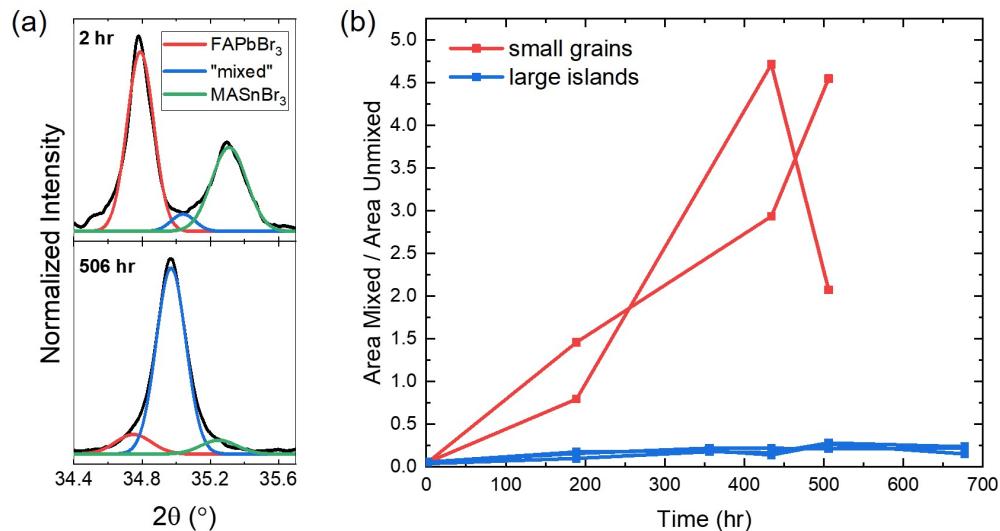 (a)
2 hr
FAPbBr₃
"mixed"
MASnBr₃
506 hr
Normalized Intensity
34.4 34.8 35.2 35.6
2θ (°)
(b)
small grains
large islands
5.0
4.5
4.0
3.5
3.0
2.5
2.0
1.5
1.0
0.5
0.0
Area Mixed / Area Unmixed
0 100 200 300 400 500 600 700
Time (hr)